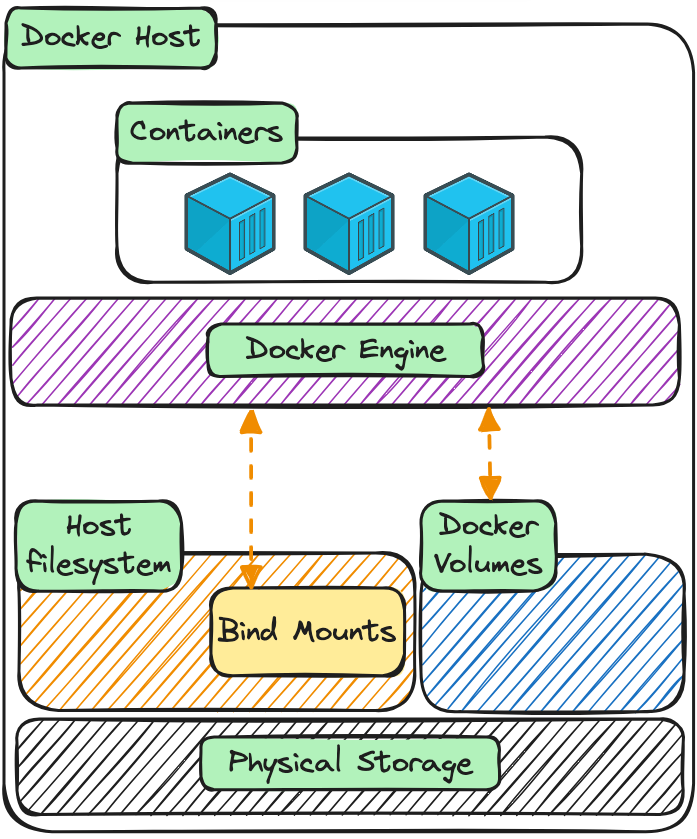 Docker Host
Containers
Docker Engine
Host
filesystem
Docker
Volumes
Bind Mounts
Physical Storage